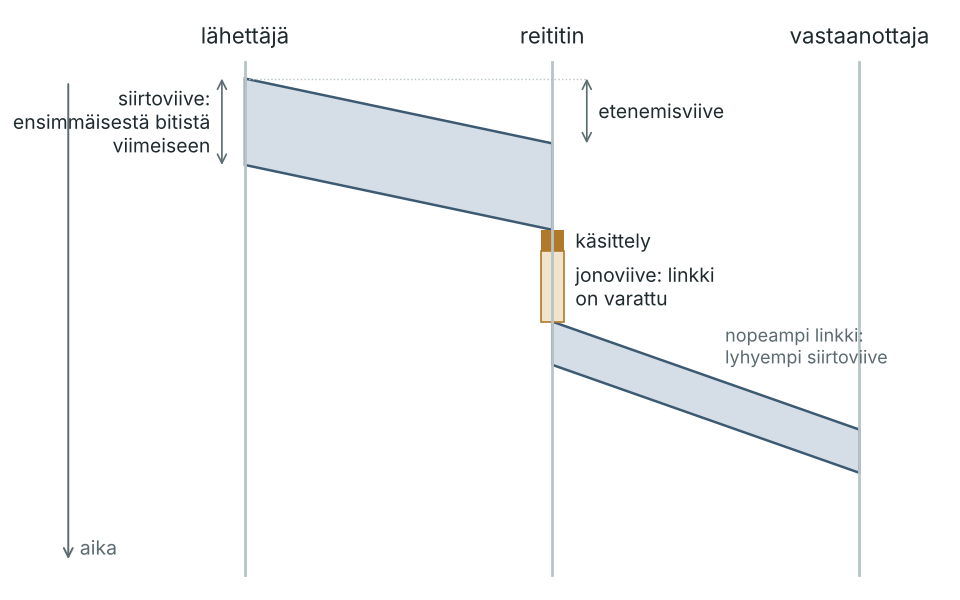 lähettäjä
reititin
vastaanottaja
siirtoviive:
ensimmäisestä bitistä
viimeiseen
etenemisviive
käsittely
jonoviive: linkki
on varattu
nopeampi linkki:
lyhyempi siirtoviive
aika